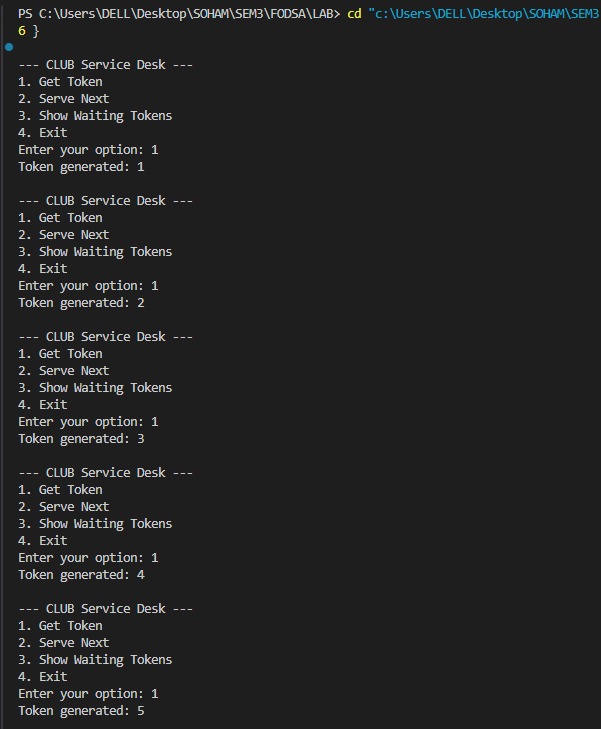 PS C:\Users\DELL\Desktop\SOHAM\SEM3\FODSA\LAB> cd "c:\Users\DELL\Desktop\SOHAM\SEM3
6 }
--- CLUB Service Desk ---
1. Get Token
2. Serve Next
3. Show Waiting Tokens
4. Exit
Enter your option: 1
Token generated: 1
--- CLUB Service Desk ---
1. Get Token
2. Serve Next
3. Show Waiting Tokens
4. Exit
Enter your option: 1
Token generated: 2
--- CLUB Service Desk ---
1. Get Token
2. Serve Next
3. Show Waiting Tokens
4. Exit
Enter your option: 1
Token generated: 3
--- CLUB Service Desk ---
1. Get Token
2. Serve Next
3. Show Waiting Tokens
4. Exit
Enter your option: 1
Token generated: 4
--- CLUB Service Desk ---
1. Get Token
2. Serve Next
3. Show Waiting Tokens
4. Exit
Enter your option: 1
Token generated: 5